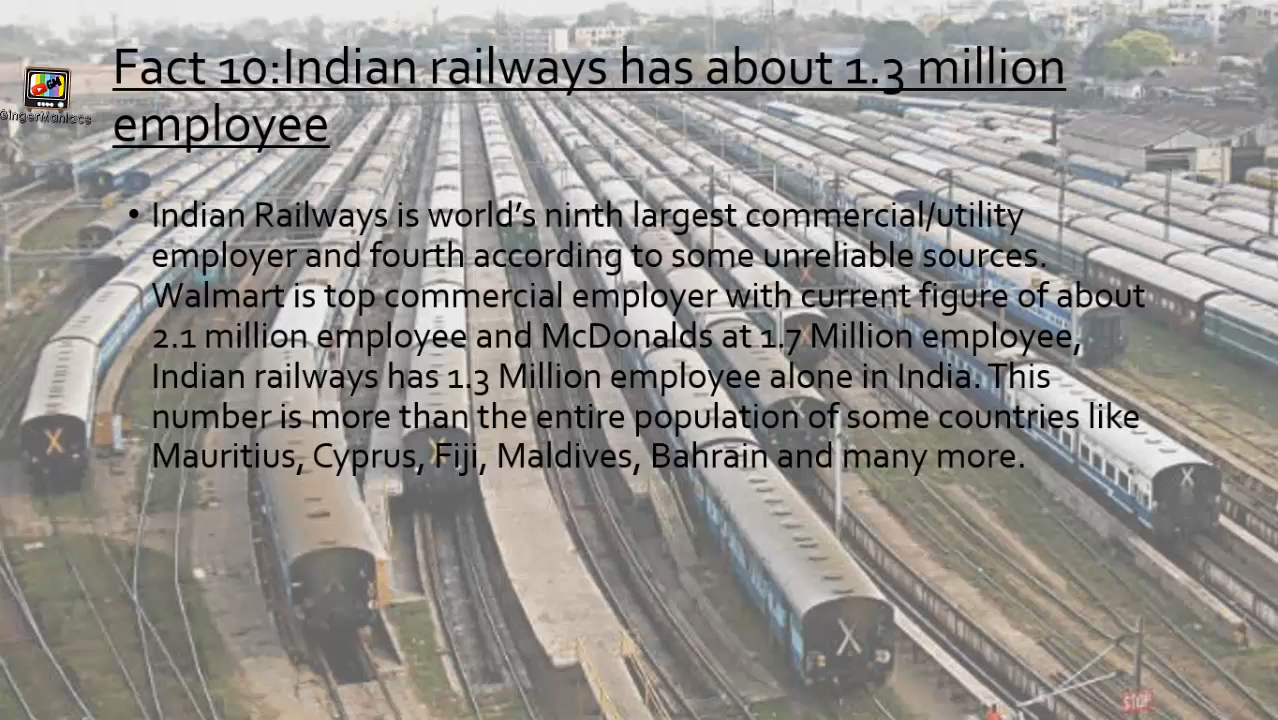 Fact 10:Indian railways has about 1.3 million
employee
@ingerManiacs
• Indian Railways is world's ninth largest commercial/utility
employer and fourth according to some unreliable sources.
Walmart is top commercial employer with current figure of about
2.1 million employee and McDonalds at 1.7 Million employee,
Indian railways has 1.3 Million employee alone in India. This
number is more than the entire population of some countries like
Mauritius, Cyprus, Fiji, Maldives, Bahrain and many more.
STOP